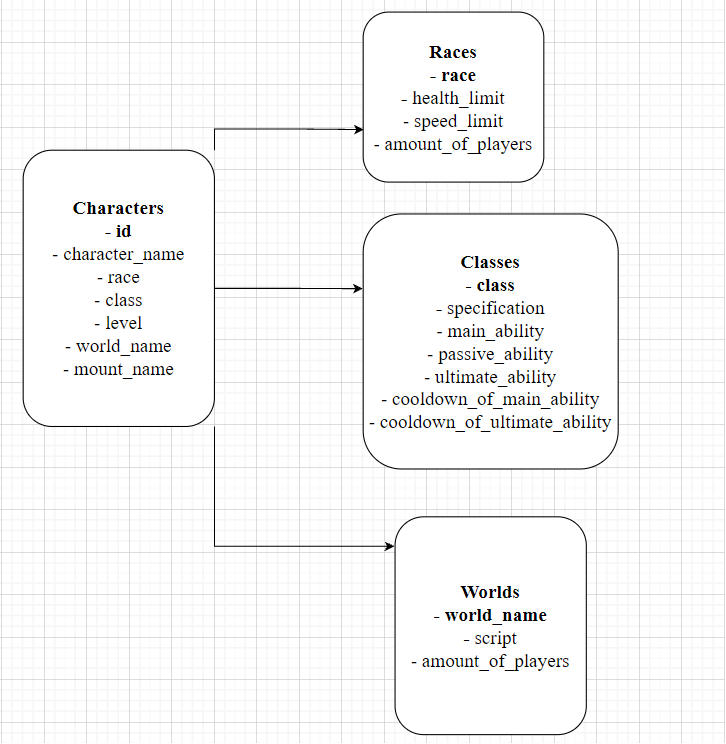 Races
- race
- health_limit
- speed_limit
- amount_of_players
Characters
- id
- character_name
- race
- class
- level
- world_name
- mount_name
Classes
- class
- specification
- main_ability
- passive_ability
- ultimate_ability
- cooldown_of_main_ability
- cooldown_of_ultimate_ability
Worlds
- world_name
- script
- amount_of_players